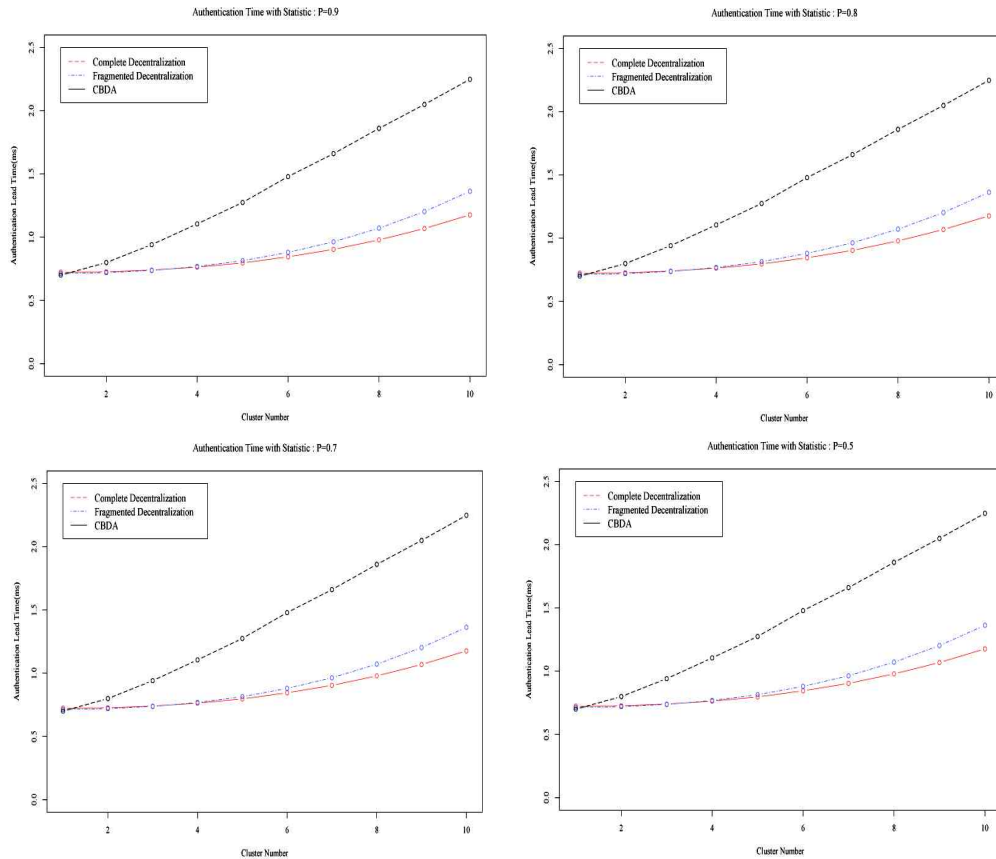 Authentication Time with Statistic : P=0.9
Complete Decentralization
Fragmented Decentralization
CBDA
Authentication Lead Time(ms)
2.5
2.0
1.5
1.0
0.5
0.0
2 4 6 8 10
Cluster Number
Authentication Time with Statistic : P=0.8
Complete Decentralization
Fragmented Decentralization
CBDA
Authentication Lead Time(ms)
2.5
2.0
1.5
1.0
0.5
0.0
2 4 6 8 10
Cluster Number
Authentication Time with Statistic : P=0.7
Complete Decentralization
Fragmented Decentralization
CBDA
Authentication Lead Time(ms)
2.5
2.0
1.5
1.0
0.5
0.0
2 4 6 8 10
Cluster Number
Authentication Time with Statistic : P=0.5
Complete Decentralization
Fragmented Decentralization
CBDA
Authentication Lead Time(ms)
2.5
2.0
1.5
1.0
0.5
0.0
2 4 6 8 10
Cluster Number